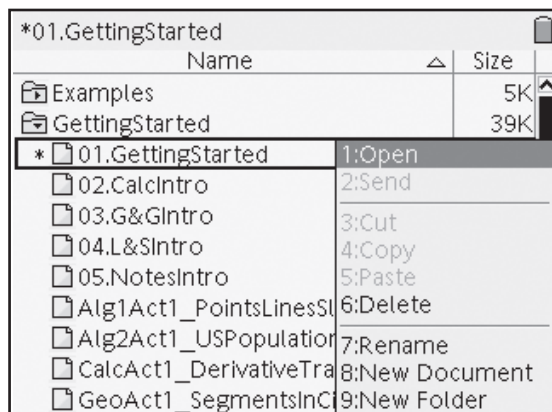 *01.GettingStarted
Name Size
Examples 5K
GettingStarted 39K
* 01.GettingStarted 1:Open
02.CalcIntro 2:Send
03.G&GIntro 3:Cut
04.L&SIntro 4:Copy
05.NotesIntro 5:Paste
Alg1Act1_PointsLinesSl 6:Delete
Alg2Act1_USPopulation 7:Rename
CalcAct1_DerivativeTra 8:New Document
GeoAct1_SegmentsInCi 9:New Folder